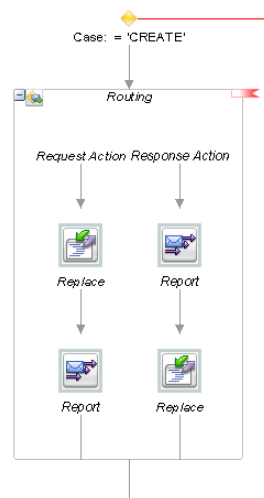 Case: = 'CREATE'
Routing
Request Action Response Action
Replace Report
Report Replace